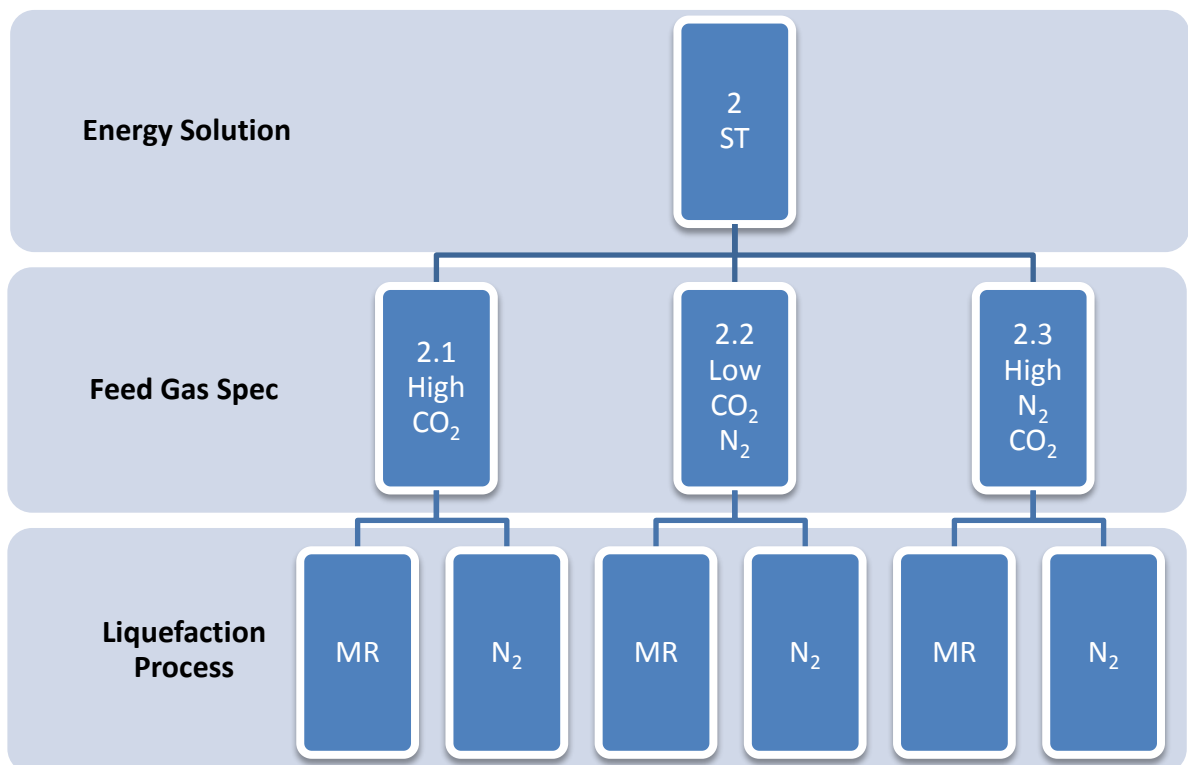 Energy Solution
2
ST
Feed Gas Spec
2.1
High
CO₂
2.2
Low
CO₂
N₂
2.3
High
N₂
CO₂
Liquefaction
Process
MR
N₂
MR
N₂
MR
N₂